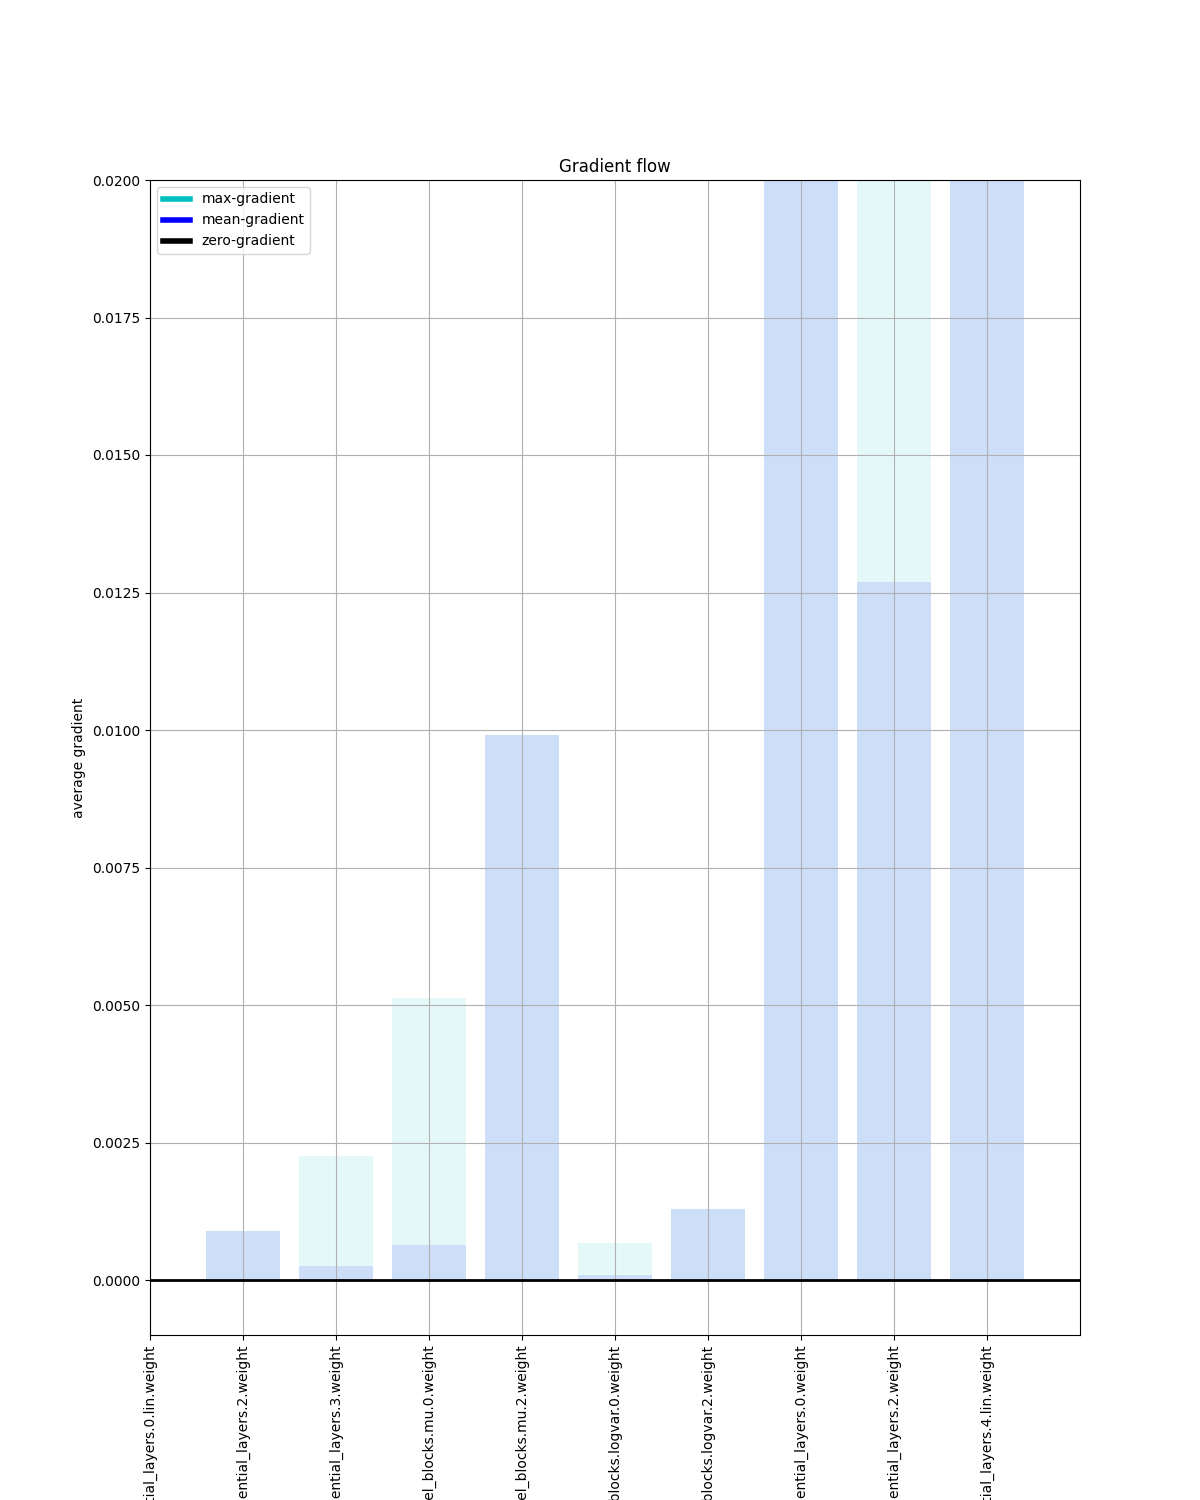 Gradient flow
max-gradient
mean-gradient
zero-gradient
0.0200
0.0175
0.0150
0.0125
0.0100
0.0075
0.0050
0.0025
0.0000
average gradient
tial_layers.0.lin.weight
ential_layers.2.weight
ential_layers.3.weight
el_blocks.mu.0.weight
el_blocks.mu.2.weight
blocks.logvar.0.weight
blocks.logvar.2.weight
ential_layers.0.weight
ential_layers.2.weight
tial_layers.4.lin.weight